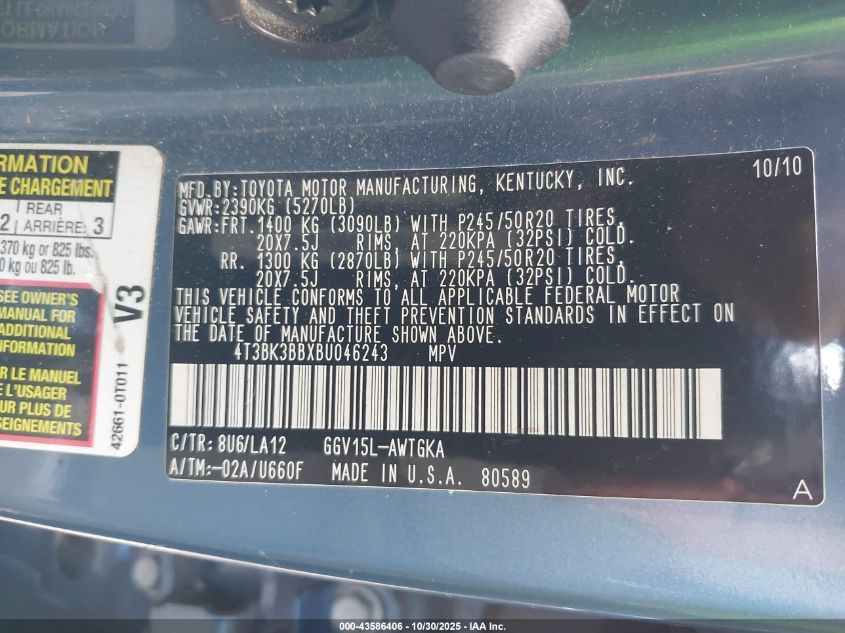 RMATION
E CHARGEMENT
2 REAR 3
ARRIÈRE:
370 kg or 825 lbs.
0 kg ou 825 lb.
SEE OWNER'S
MANUAL FOR
ADDITIONAL
INFORMATION
R LE MANUEL
E L'USAGER
UR PLUS DE
SEIGNEMENTS
V3
42661-0T011
10/10
MFD.BY:TOYOTA MOTOR MANUFACTURING, KENTUCKY, INC.
GVWR:2390KG (5270LB)
GAWR:FRT.1400 KG (3090LB) WITH P245/50R20 TIRES,
20X7.5J RIMS, AT 220KPA (32PSI) COLD.
RR. 1300 KG (2870LB) WITH P245/50R20 TIRES,
20X7.5J RIMS, AT 220KPA (32PSI) COLD.
THIS VEHICLE CONFORMS TO ALL APPLICABLE FEDERAL MOTOR
VEHICLE SAFETY AND THEFT PREVENTION STANDARDS IN EFFECT ON
THE DATE OF MANUFACTURE SHOWN ABOVE.
4T3BK3BBXBU046243 MPV
C/TR: 8U6/LA12 GGV15L-AWTGKA
A/TM:-02A/U660F MADE IN U.S.A. 80589
A
000-43586406 - 10/30/2025 - IAA, Inc.